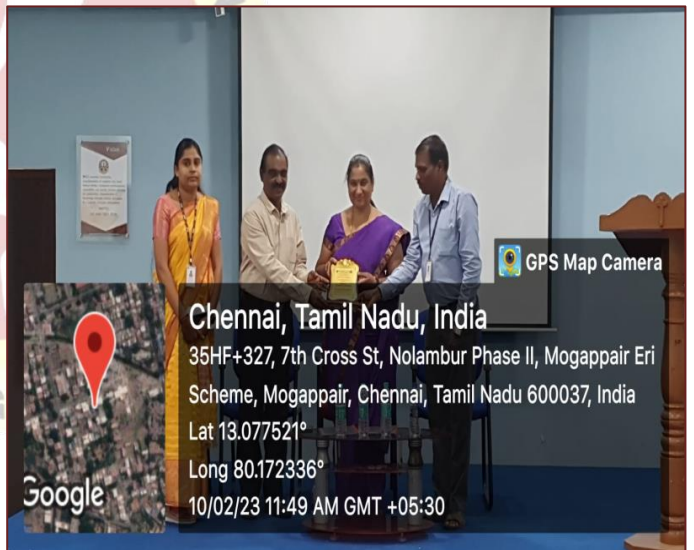 GPS Map Camera
Chennai, Tamil Nadu, India
35HF+327, 7th Cross St, Nolambur Phase II, Mogappair Eri
Scheme, Mogappair, Chennai, Tamil Nadu 600037, India
Lat 13.077521°
Long 80.172336°
10/02/23 11:49 AM GMT +05:30
Google